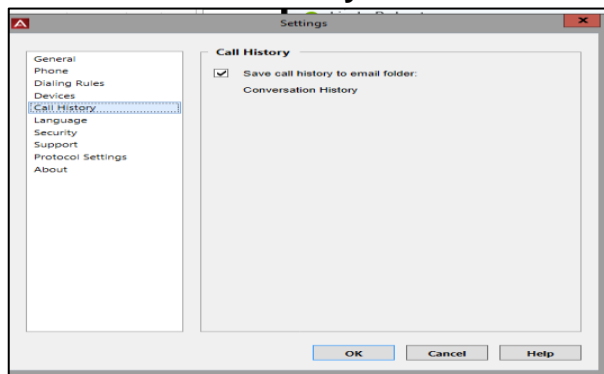 Settings
General
Phone
Dialing Rules
Devices
Call History
Language
Security
Support
Protocol Settings
About
Call History
Save call history to email folder:
Conversation History
OK Cancel Help